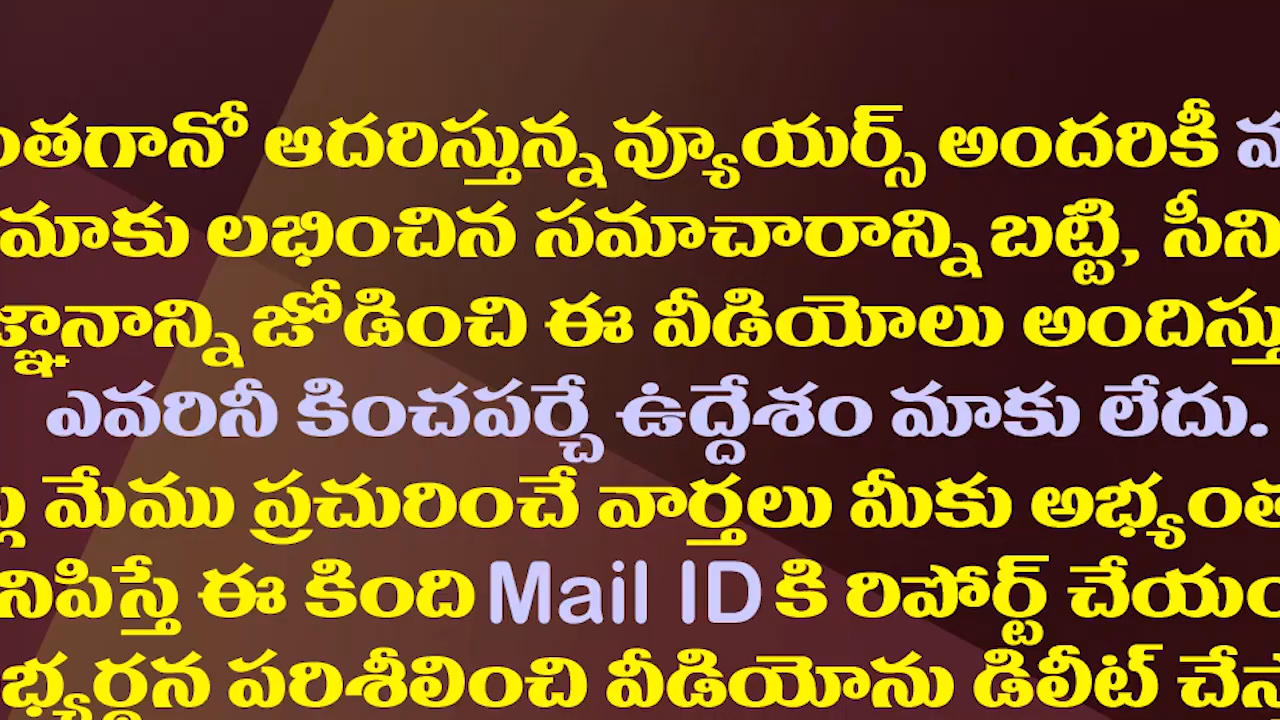 ంతగానో ఆదరిస్తున్న వ్యూయర్స్ అందరికీ
మాకు లభించిన సమాచారాన్ని బట్టి, సీని
జ్ఞానాన్ని జోడించి ఈ వీడియోలు అందిస్తు
ఎవరినీ కించపర్చే ఉద్దేశం మాకు లేదు.
మేము ప్రచురించే వార్తలు మీకు అభ్యంత
నిపిస్తే ఈ కింది Mail ID కి రిపోర్ట్ చేయం
భ్యర్థన పరిశీలించి వీడియోను డిలీట్ చేస